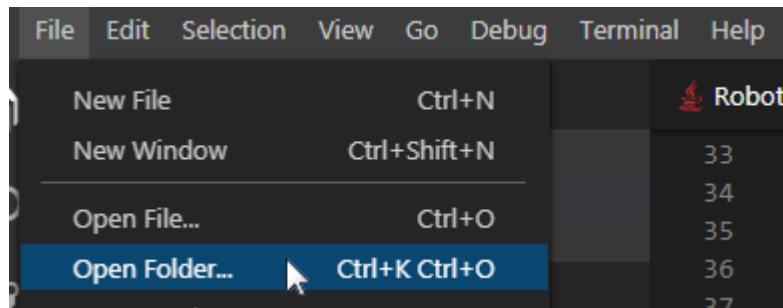 File Edit Selection View Go Debug Terminal Help
New File Ctrl+N
New Window Ctrl+Shift+N
Open File... Ctrl+O
Open Folder... Ctrl+K Ctrl+O
Robot
33
34
35
36
37